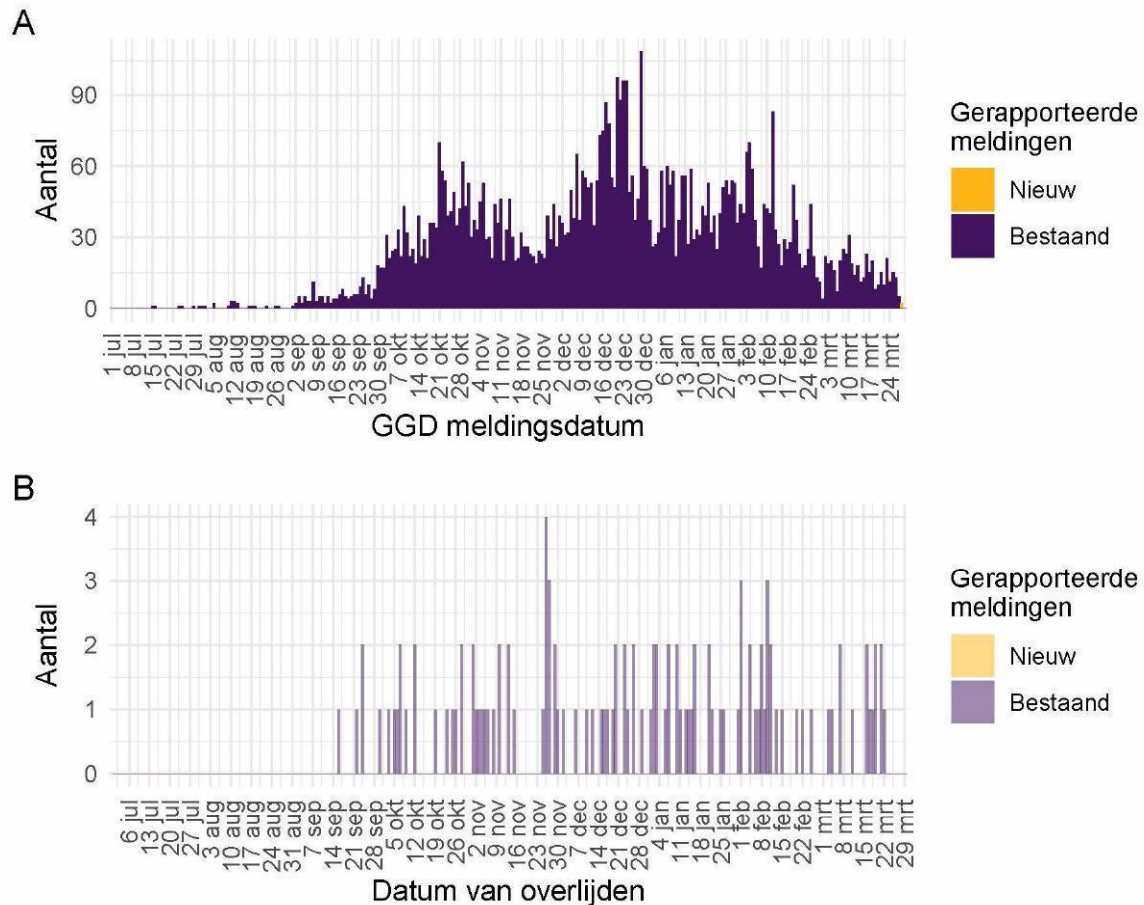 A
Aantal
90
60
30
0
1 jul
8 jul
15 jul
22 jul
29 jul
5 aug
12 aug
19 aug
26 aug
2 sep
9 sep
16 sep
23 sep
30 sep
7 okt
14 okt
21 okt
28 okt
4 nov
11 nov
18 nov
25 nov
2 dec
9 dec
16 dec
23 dec
30 dec
6 jan
13 jan
20 jan
27 jan
3 feb
10 feb
17 feb
24 feb
3 mrt
10 mrt
17 mrt
24 mrt
GGD meldingsdatum
Gerapporteerde
meldingen
Nieuw
Bestaand
B
Aantal
4
3
2
1
0
6 jul
13 jul
20 jul
27 jul
3 aug
10 aug
17 aug
24 aug
31 aug
7 sep
14 sep
21 sep
28 sep
5 okt
12 okt
19 okt
26 okt
2 nov
9 nov
16 nov
23 nov
30 nov
7 dec
14 dec
21 dec
28 dec
4 jan
11 jan
18 jan
25 jan
1 feb
8 feb
15 feb
22 feb
1 mrt
8 mrt
15 mrt
22 mrt
29 mrt
Datum van overlijden
Gerapporteerde
meldingen
Nieuw
Bestaand